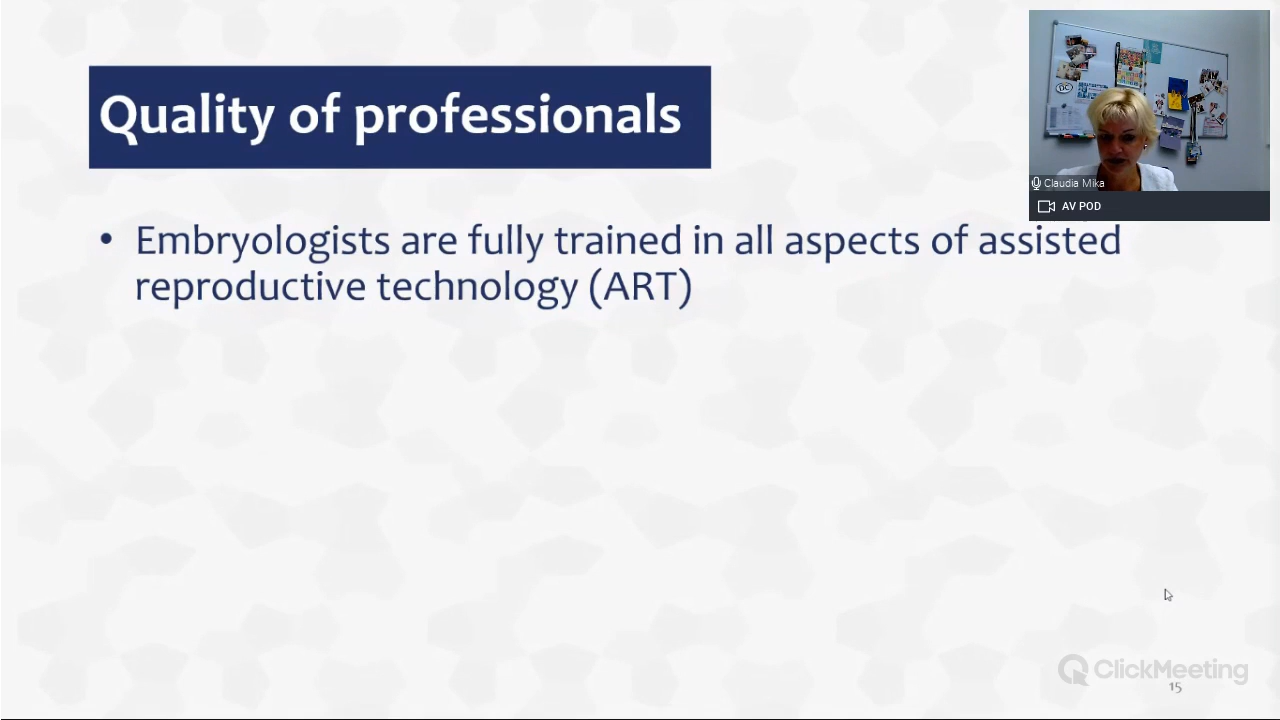 Quality of professionals
• Embryologists are fully trained in all aspects of assisted
reproductive technology (ART)
Claudia Mika
AV POD
ClickMeeting
15